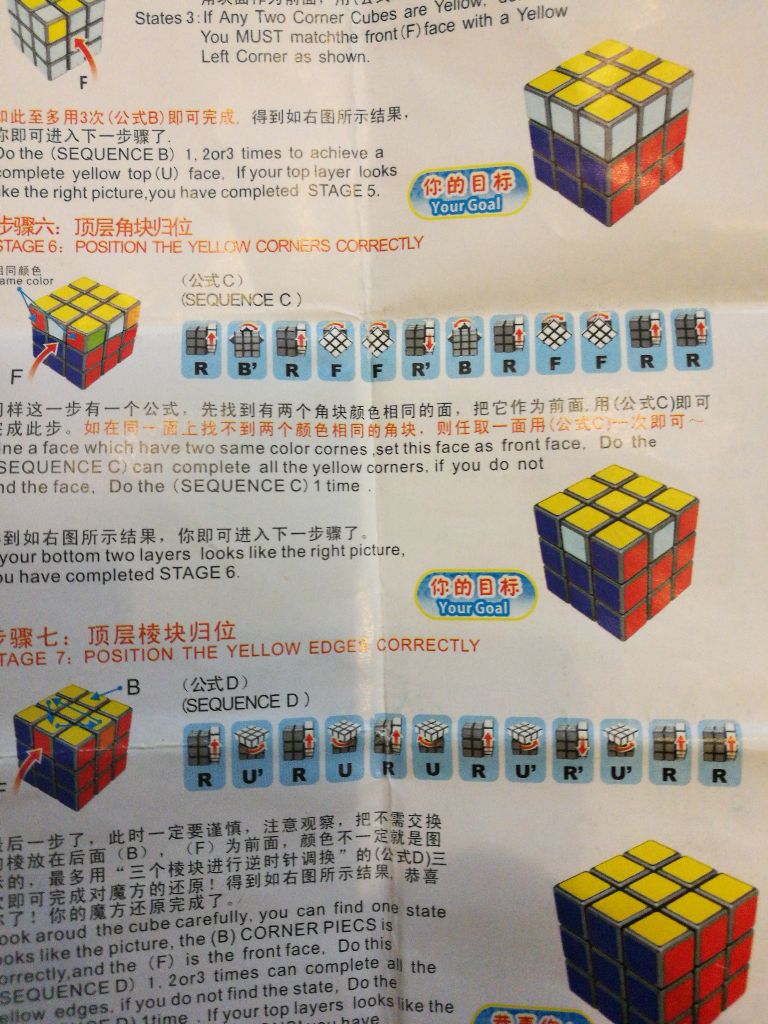 用(公式
States 3: If Any Two Corner Cubes are Yellow,
You MUST matchthe front(F)face with a Yellow
Left Corner as shown.
F
如此至多用3次(公式B)即可完成, 得到如右图所示结果,
你即可进入下一步骤了.
Do the (SEQUENCE B) 1, 2or3 times to achieve a
complete yellow top(U) face. If your top layer looks
like the right picture,you have completed STAGE 5.
你的目标
Your Goal
步骤六: 顶层角块归位
STAGE 6: POSITION THE YELLOW CORNERS CORRECTLY
相同颜色
same color
(公式C)
(SEQUENCE C)
F
R B' R F F R' B R F F R R
同样这一步有一个公式, 先找到有两个角块颜色相同的面, 把它作为前面.用(公式C)即可
完成此步。如在同一面上找不到两个颜色相同的角块, 则任取一面用(公式C)一次即可~
ine a face which have two same color cornes,set this face as front face, Do the
(SEQUENCE C) can complete all the yellow corners, if you do not
nd the face, Do the (SEQUENCE C) 1 time .
得到如右图所示结果, 你即可进入下一步骤了。
your bottom two layers looks like the right picture,
you have completed STAGE 6.
你的目标
Your Goal
步骤七: 顶层棱块归位
STAGE 7: POSITION THE YELLOW EDGES CORRECTLY
B
(公式D)
(SEQUENCE D)
F
R U' R U R U R U' R' U' R R
最后一步了, 此时一定要谨慎, 注意观察, 把不需交换
的棱放在后面 (B), (F) 为前面, 颜色不一定就是图
示的, 最多用 “三个棱块进行逆时针调换” 的(公式D)三
次即可完成对魔方的还原! 得到如右图所示结果, 恭喜
你了! 你的魔方还原完成了。
ook aroud the cube carefully, you can find one state
ooks like the picture, the (B) CORNER PIECS is
orrectly,and the (F) is the front face, Do this
(SEQUENCE D) 1, 2or3 times can complete all the
yellow edges, if you do not find the state, Do the
D) 1time . If your top layers looks like the
you have
恭喜你